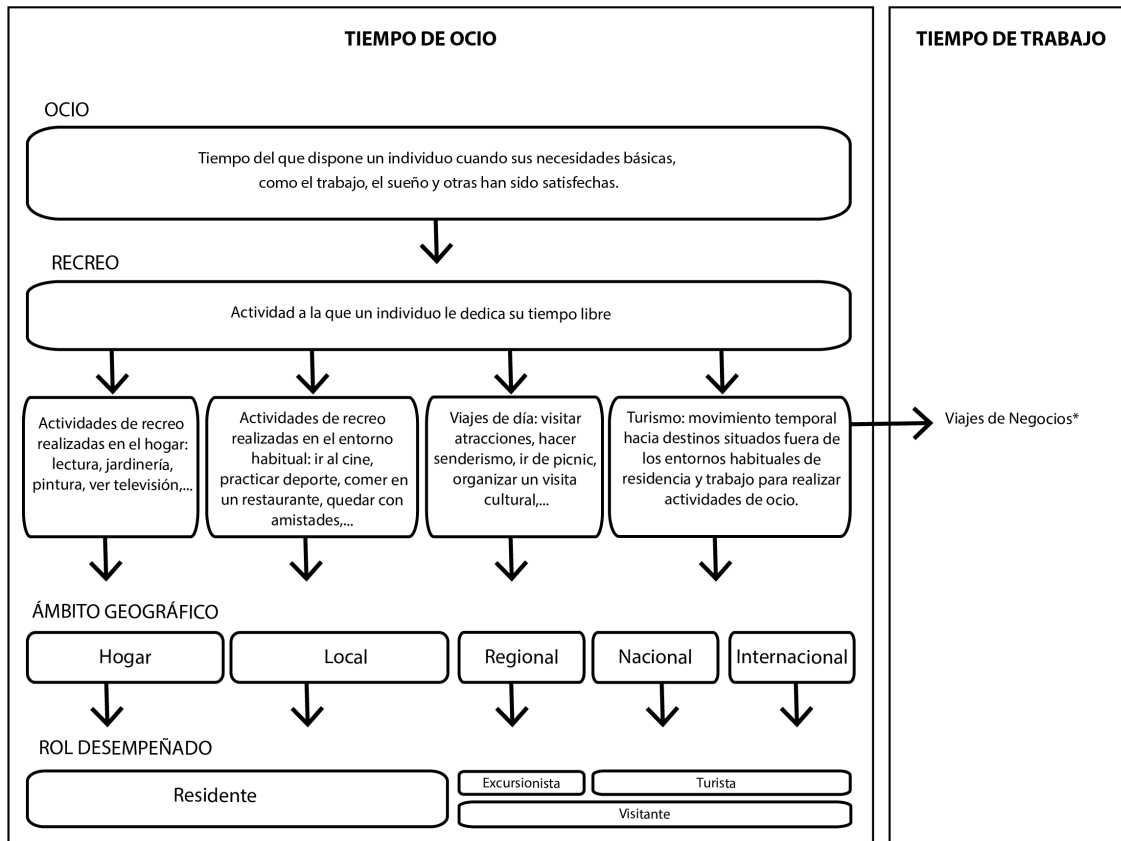 TIEMPO DE OCIO
TIEMPO DE TRABAJO
OCIO
Tiempo del que dispone un individuo cuando sus necesidades básicas,
como el trabajo, el sueño y otras han sido satisfechas.
RECREO
Actividad a la que un individuo le dedica su tiempo libre
Actividades de recreo
realizadas en el hogar:
lectura, jardinería,
pintura, ver televisión,...
Actividades de recreo
realizadas en el entorno
habitual: ir al cine,
practicar deporte, comer en
un restaurante, quedar con
amistades,...
Viajes de día: visitar
atracciones, hacer
senderismo, ir de picnic,
organizar un visita
cultural,...
Turismo: movimiento temporal
hacia destinos situados fuera de
los entornos habituales de
residencia y trabajo para realizar
actividades de ocio.
Viajes de Negocios*
ÁMBITO GEOGRÁFICO
Hogar
Local
Regional
Nacional
Internacional
ROL DESEMPEÑADO
Residente
Excursionista
Turista
Visitante